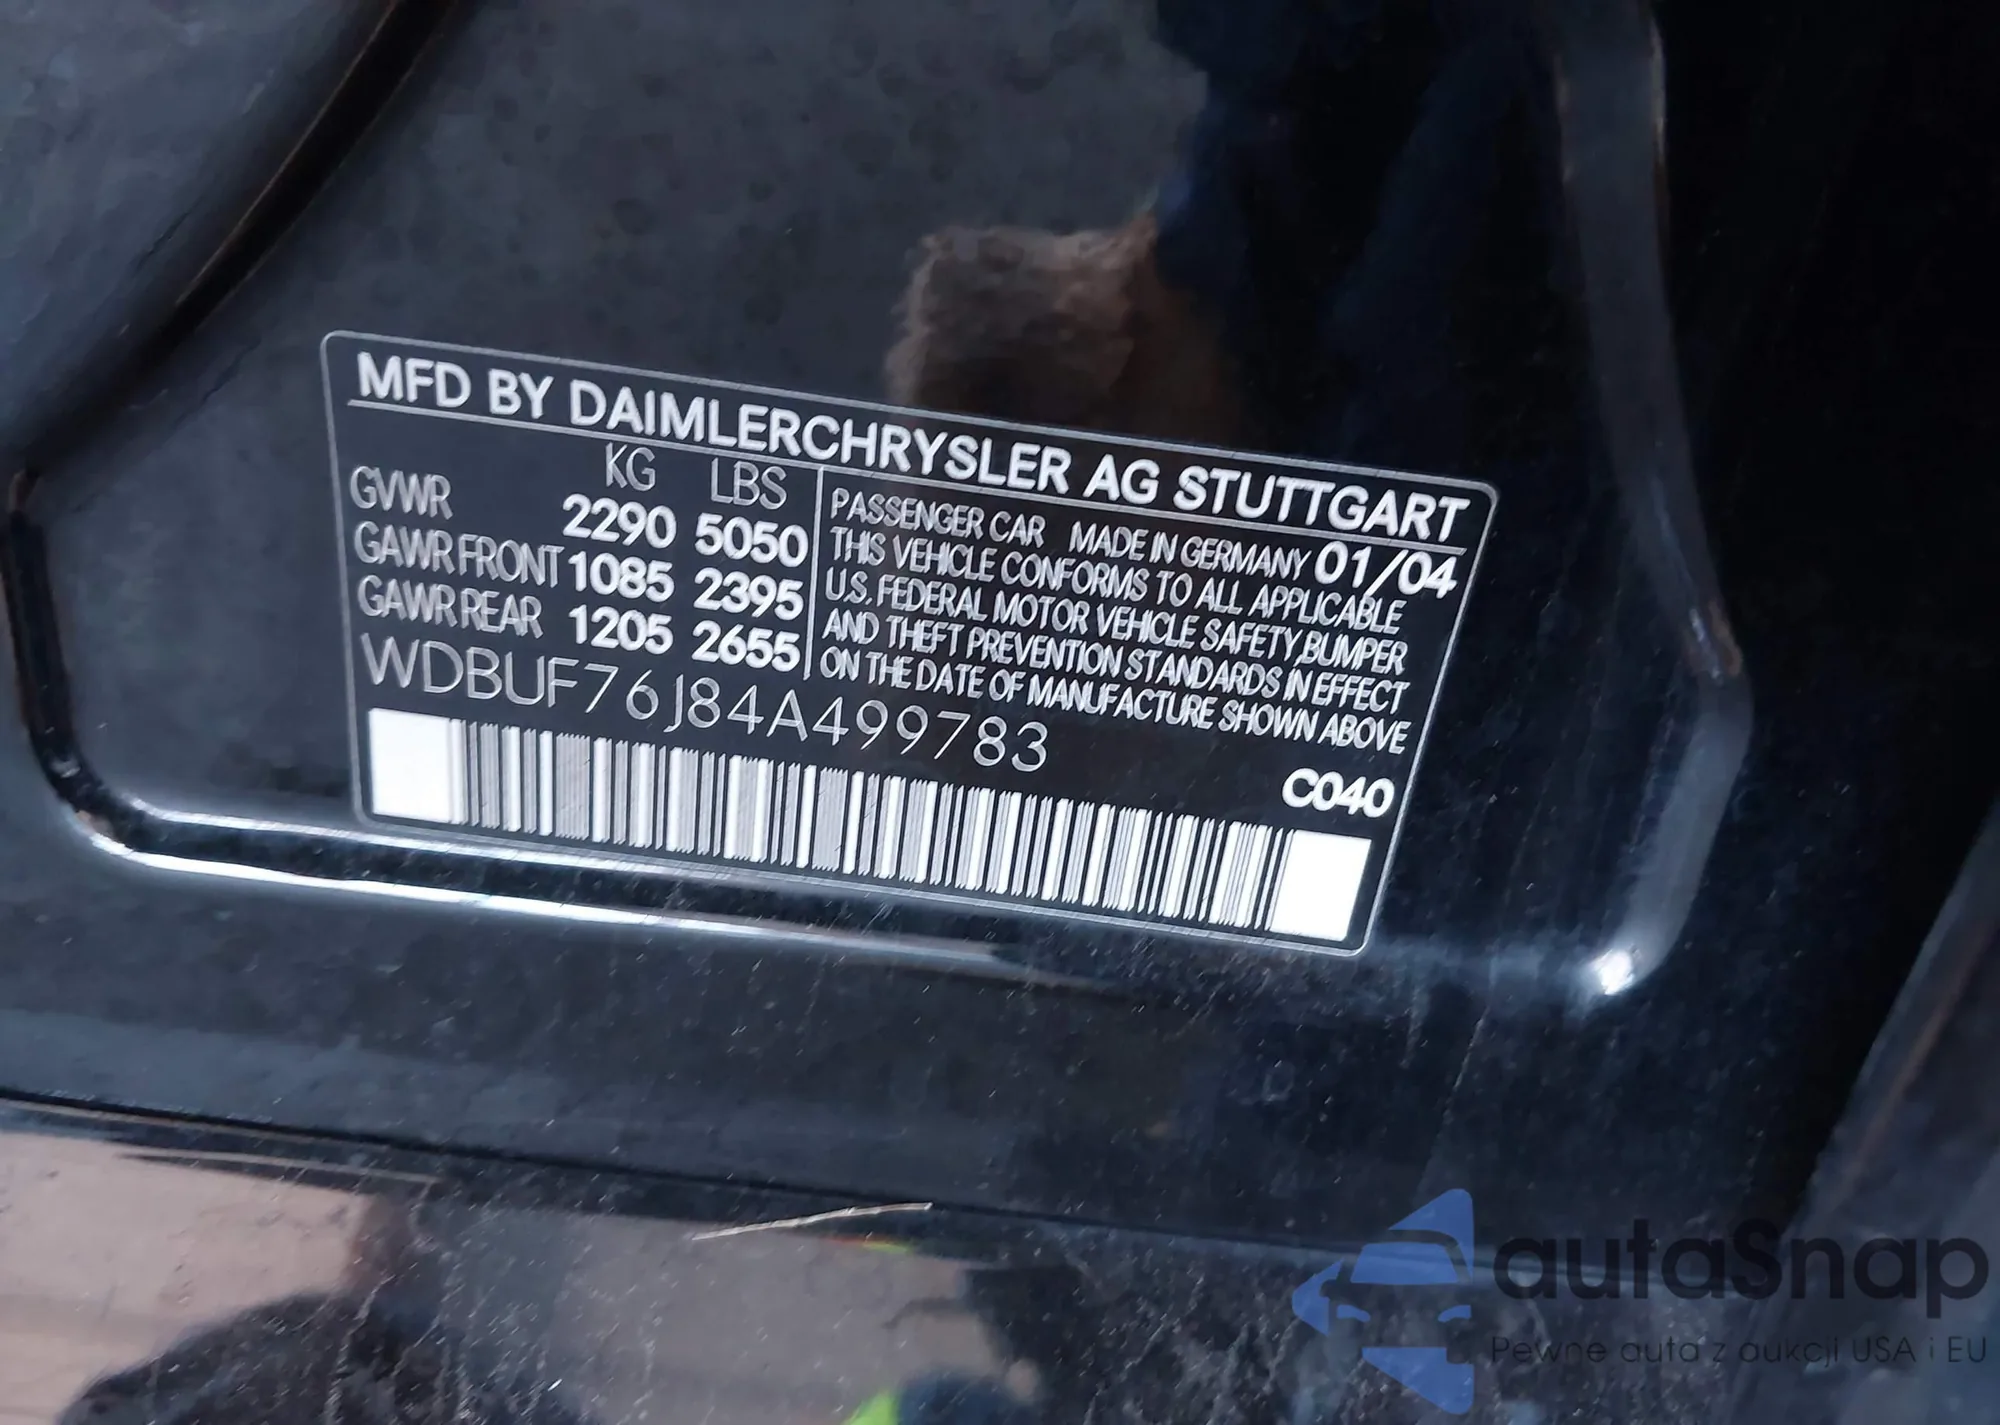 MFD BY DAIMLERCHRYSLER AG STUTTGART
KG LBS
GVWR 2290 5050
GAWR FRONT 1085 2395
GAWR REAR 1205 2655
PASSENGER CAR MADE IN GERMANY 01/04
THIS VEHICLE CONFORMS TO ALL APPLICABLE
U.S. FEDERAL MOTOR VEHICLE SAFETY,BUMPER
AND THEFT PREVENTION STANDARDS IN EFFECT
ON THE DATE OF MANUFACTURE SHOWN ABOVE
WDBUF76J84A499783
C040
autaSnap
Pewne auta z aukcji USA i EU